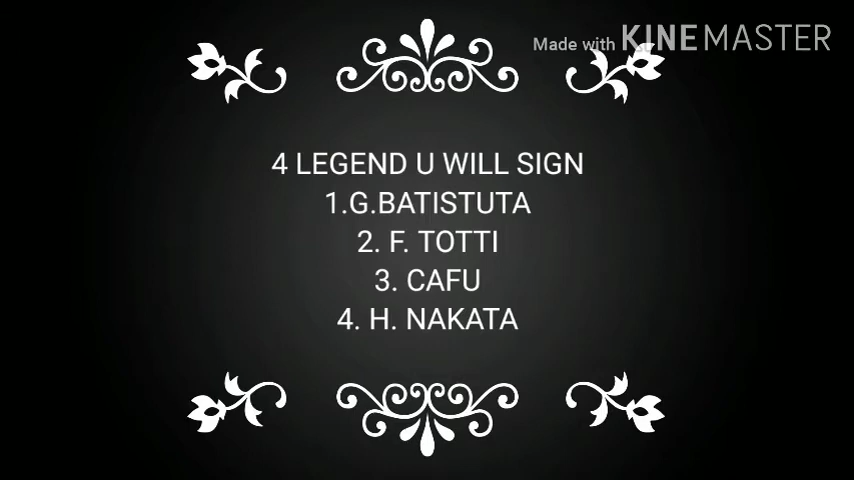 Made with KINEMASTER
4 LEGEND U WILL SIGN
1.G.BATISTUTA
2. F. TOTTI
3. CAFU
4. H. NAKATA